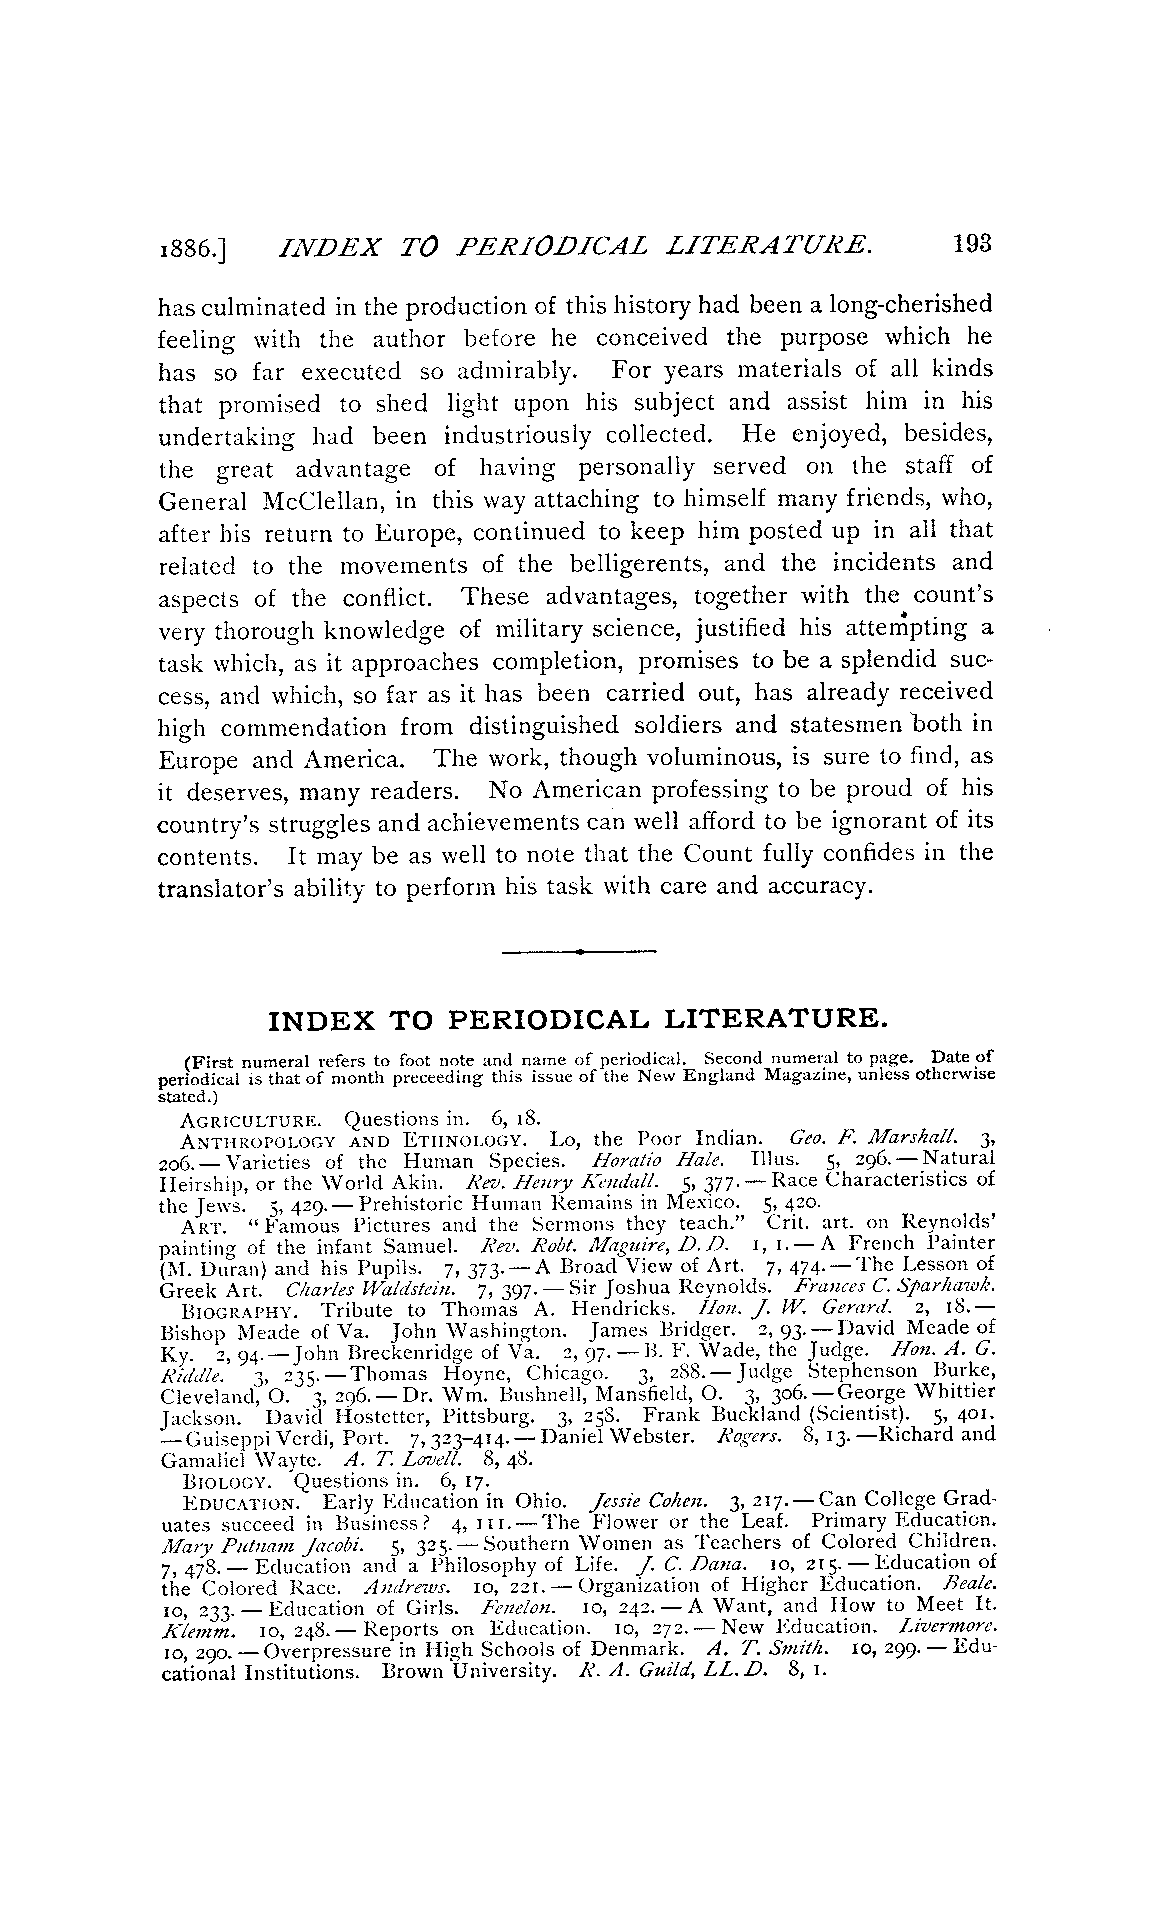 1886.] INDEX TO PERIODICAL LITERATURE. 193
has culminated in the production of this history had been a long-cherished
feeling with the author before he conceived the purpose which he
has so far executed so admirably. For years materials of all kinds
that promised to shed light upon his subject and assist him in his
undertaking had been industriously collected. He enjoyed, besides,
the great advantage of having personally served on the staff of
General McClellan, in this way attaching to himself many friends, who,
after his return to Europe, continued to keep him posted up in all that
related to the movements of the belligerents, and the incidents and
aspects of the conflict. These advantages, together with the count's
very thorough knowledge of military science, justified his attempting a
task which, as it approaches completion, promises to be a splendid suc-
cess, and which, so far as it has been carried out, has already received
high commendation from distinguished soldiers and statesmen both in
Europe and America. The work, though voluminous, is sure to find, as
it deserves, many readers. No American professing to be proud of his
country's struggles and achievements can well afford to be ignorant of its
contents. It may be as well to note that the Count fully confides in the
translator's ability to perform his task with care and accuracy.
INDEX TO PERIODICAL LITERATURE.
(First numeral refers to foot note and name of periodical. Second numeral to page. Date of
periodical is that of month preceeding this issue of the New England Magazine, unless otherwise
stated.)
AGRICULTURE. Questions in. 6, 18.
ANTHROPOLOGY AND ETHNOLOGY. Lo, the Poor Indian. Geo. F. Marshall. 3,
206.—Varieties of the Human Species. Horatio Hale. Illus. 5, 296.—Natural
Heirship, or the World Akin. Rev. Henry Kendall. 5, 377.—Race Characteristics of
the Jews. 5, 429.—Prehistoric Human Remains in Mexico. 5, 420.
ART. "Famous Pictures and the Sermons they teach." Crit. art. on Reynolds'
painting of the infant Samuel. Rev. Robt. Maguire, D. D. 1, 1.—A French Painter
(M. Duran) and his Pupils. 7, 373.—A Broad View of Art. 7, 474.—The Lesson of
Greek Art. Charles Waldstein. 7, 397.—Sir Joshua Reynolds. Frances C. Sparhawk.
BIOGRAPHY. Tribute to Thomas A. Hendricks. Hon. J. W. Gerard. 2, 18.—
Bishop Meade of Va. John Washington. James Bridger. 2, 93.—David Meade of
Ky. 2, 94.—John Breckenridge of Va. 2, 97.—B. F. Wade, the Judge. Hon. A. G.
Riddle. 3, 235.—Thomas Hoyne, Chicago. 3, 288.—Judge Stephenson Burke,
Cleveland, O. 3, 296.—Dr. Wm. Bushnell, Mansfield, O. 3, 306.—George Whittier
Jackson. David Hostetter, Pittsburg. 3, 258. Frank Buckland (Scientist). 5, 401.
—Guiseppi Verdi, Port. 7, 323-414.—Daniel Webster. Rogers. 8, 13.—Richard and
Gamaliel Wayte. A. T. Lovell. 8, 48.
BIOLOGY. Questions in. 6, 17.
EDUCATION. Early Education in Ohio. Jessie Cohen. 3, 217.—Can College Grad-
uates succeed in Business? 4, 111.—The Flower or the Leaf. Primary Education.
Mary Putnam Jacobi. 5, 325.—Southern Women as Teachers of Colored Children.
7, 478.—Education and a Philosophy of Life. J. C. Dana. 10, 215.—Education of
the Colored Race. Andrews. 10, 221.—Organization of Higher Education. Beale.
10, 233.—Education of Girls. Fenelon. 10, 242.—A Want, and How to Meet It.
Klemm. 10, 248.—Reports on Education. 10, 272.—New Education. Livermore.
10, 290.—Overpressure in High Schools of Denmark. A. T. Smith. 10, 299.—Edu-
cational Institutions. Brown University. R. A. Guild, LL. D. 8, 1.